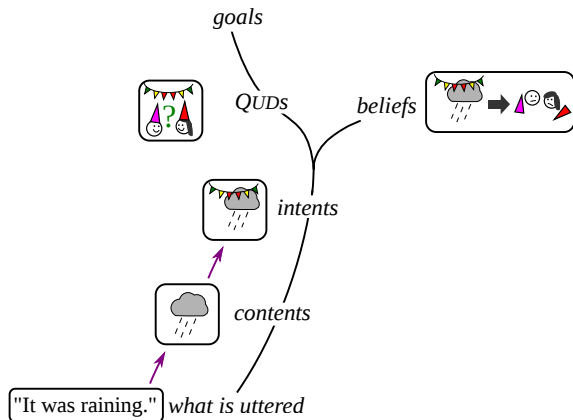 goals
QUDs
beliefs
?
intents
contents
"It was raining."
what is uttered